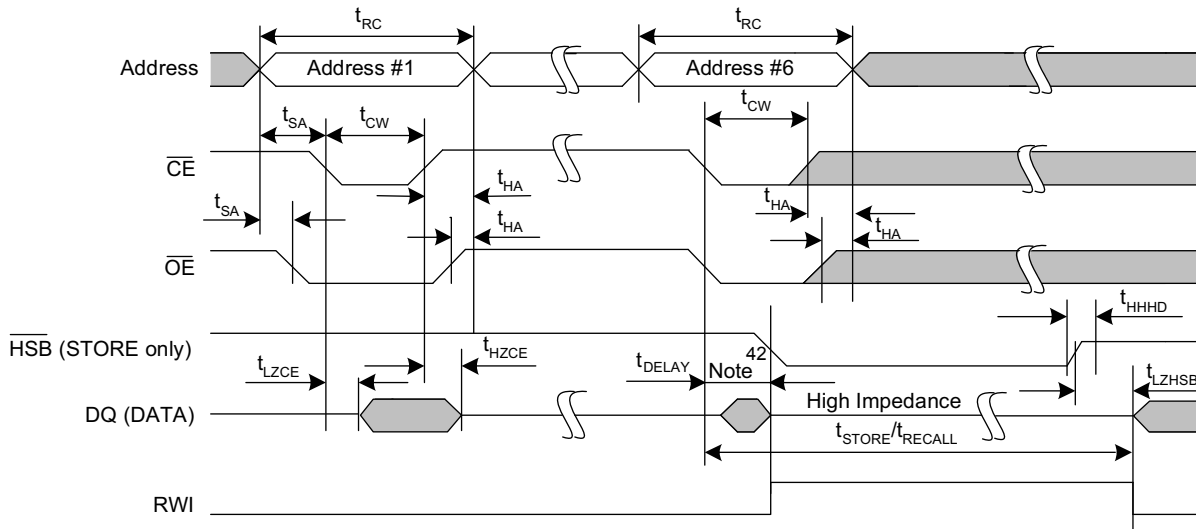 tRC tRC
Address Address #1 Address #6
tSA tCW tCW
CE
tHA tHA
tSA tHA tHA
OE
tHHHD
HSB (STORE only)
tLZCE tHZCE tDELAY Note 42 tLZHSB
DQ (DATA) High Impedance
tSTORE/tRECALL
RWI